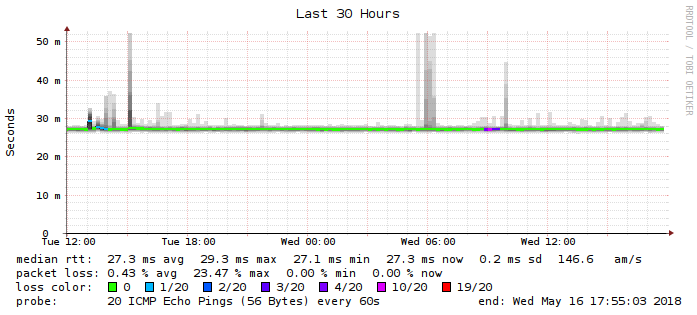 Last 30 Hours
RRDTOOL / TOBI OETIKER
Seconds
50 m
40 m
30 m
20 m
10 m
0
Tue 12:00 Tue 18:00 Wed 00:00 Wed 06:00 Wed 12:00
median rtt: 27.3 ms avg 29.3 ms max 27.1 ms min 27.3 ms now 0.2 ms sd 146.6 am/s
packet loss: 0.43 % avg 23.47 % max 0.00 % min 0.00 % now
loss color: 0 1/20 2/20 3/20 4/20 10/20 19/20
probe: 20 ICMP Echo Pings (56 Bytes) every 60s end: Wed May 16 17:55:03 2018